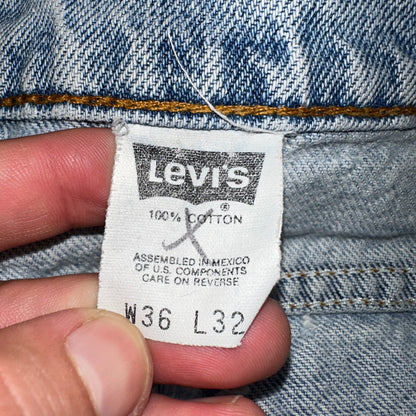 Levi's
®
100% COTTON
X
ASSEMBLED IN MEXICO
OF U.S. COMPONENTS
CARE ON REVERSE
W36 L32